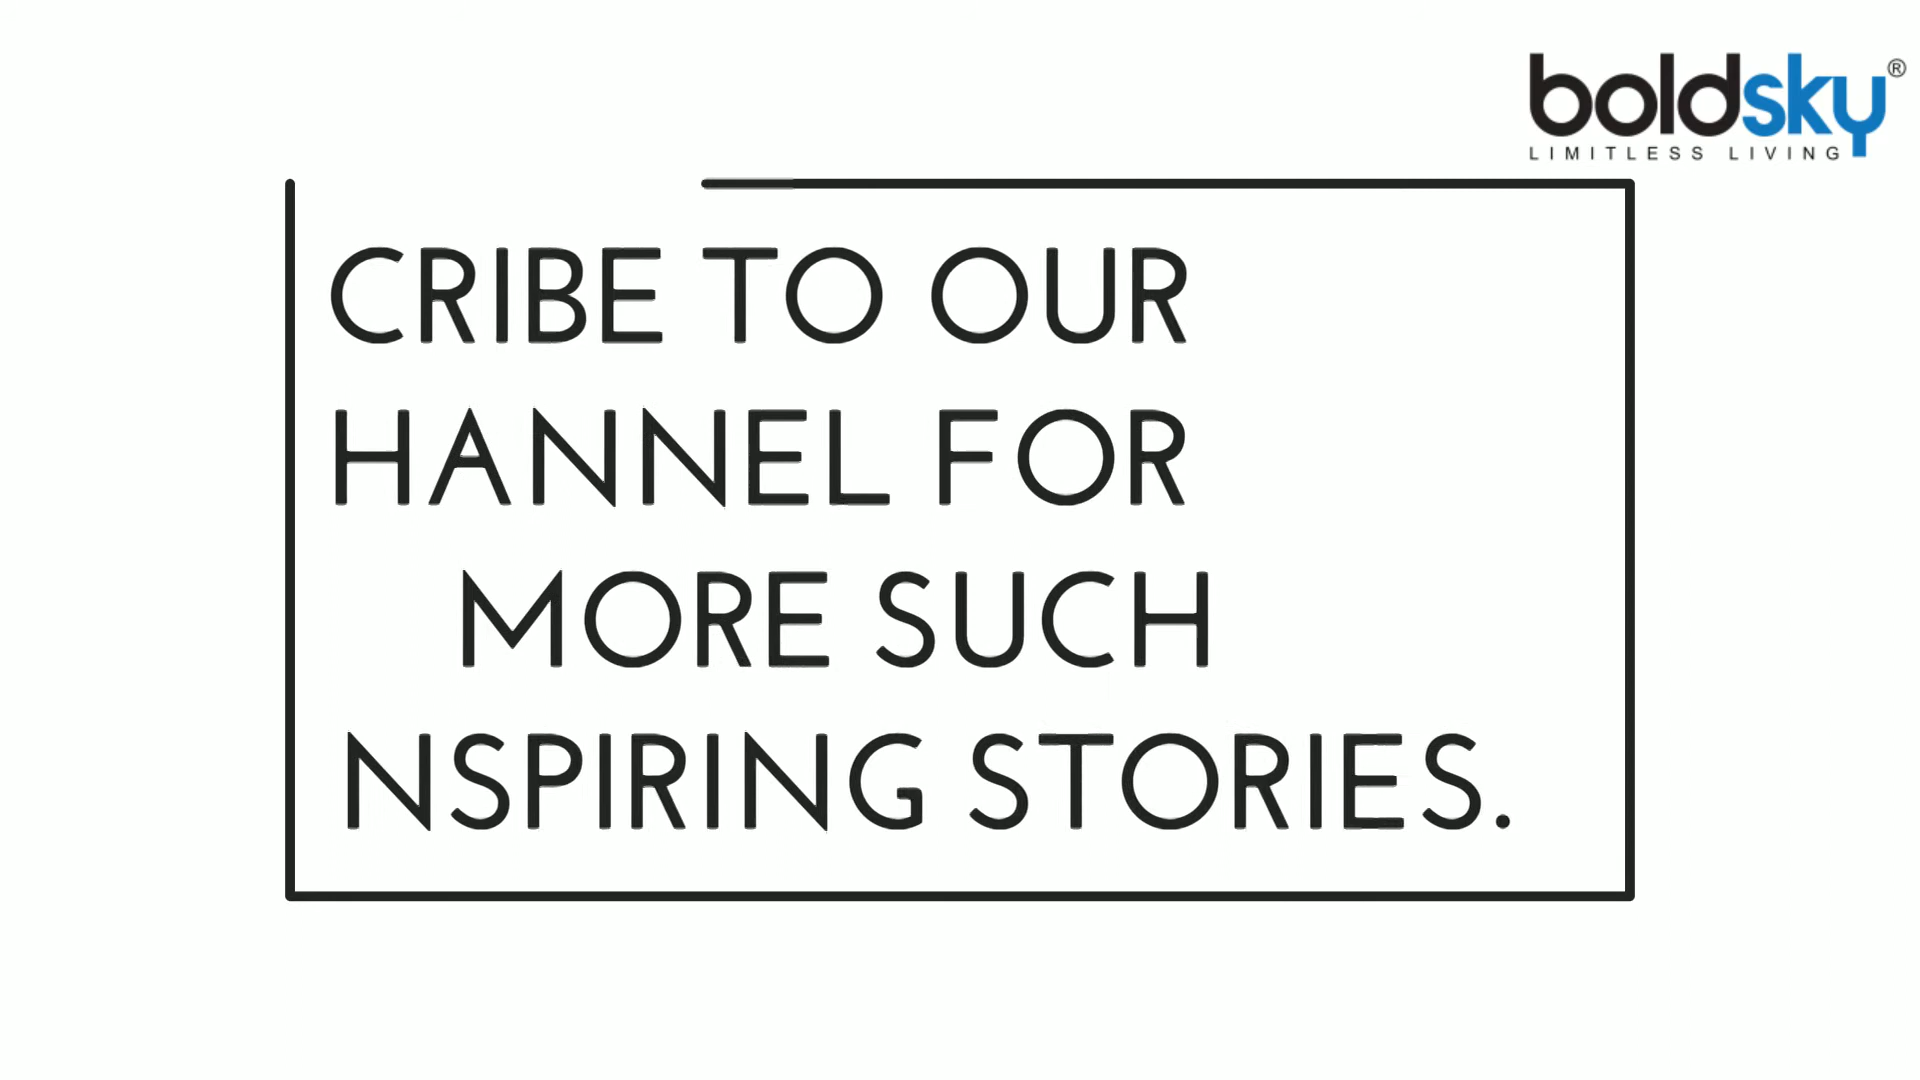 boldsky®
LIMITLESS LIVING
CRIBE TO OUR
HANNEL FOR
MORE SUCH
NSPIRING STORIES.